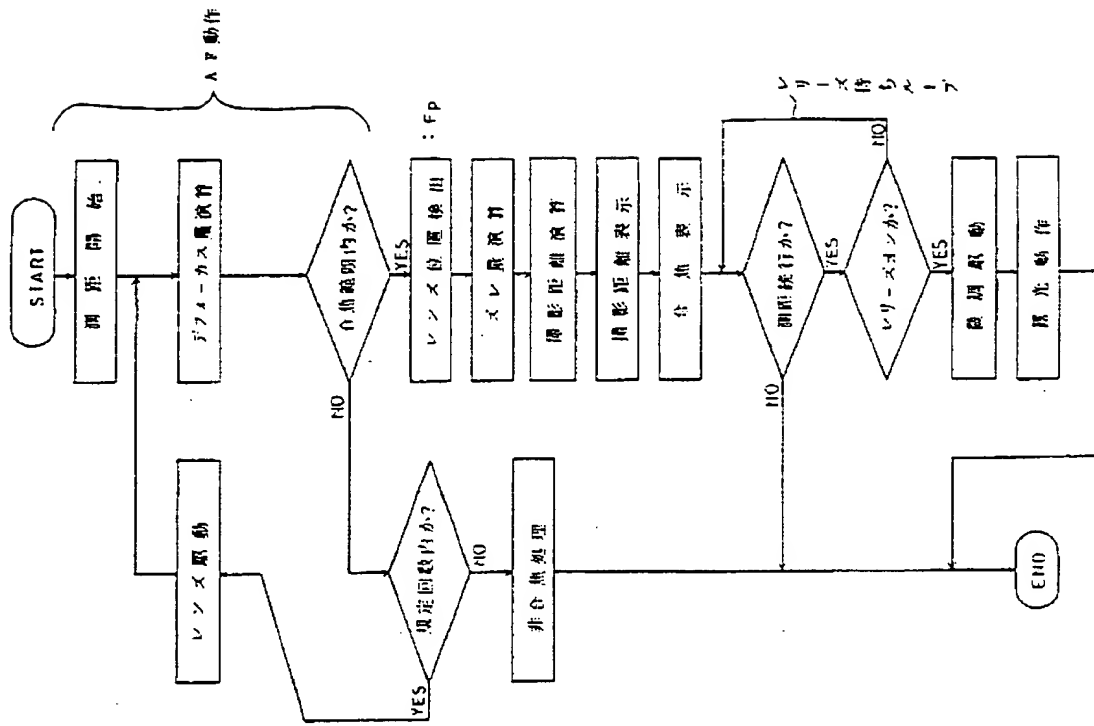 START
測距開始
デフォーカス量演算
合焦範囲内か?
YES
NO
レンズ位置検出
:fp
ズレ量演算
撮影距離演算
撮影距離表示
合焦表示
測距続行か?
YES
NO
レリーズオンか?
YES
NO
レリーズ待ちループ
微調駆動
露光動作
AF動作
レンズ駆動
規定回数内か?
YES
NO
非合焦処理
END